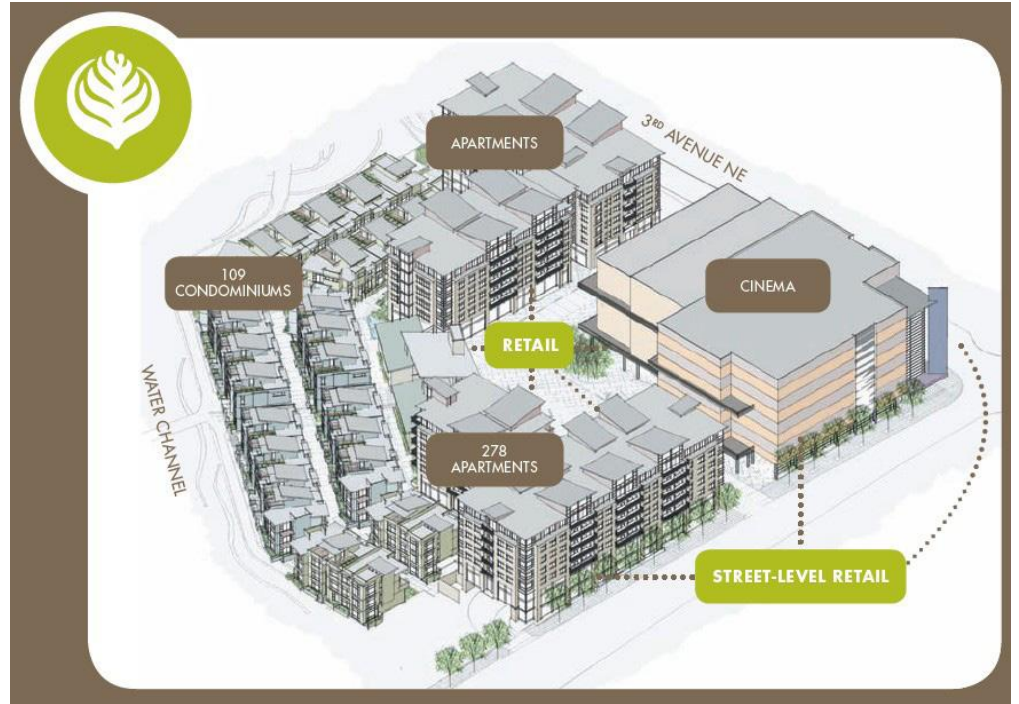 APARTMENTS
3RD AVENUE NE
109
CONDOMINIUMS
CINEMA
RETAIL
WATER CHANNEL
278
APARTMENTS
STREET-LEVEL RETAIL